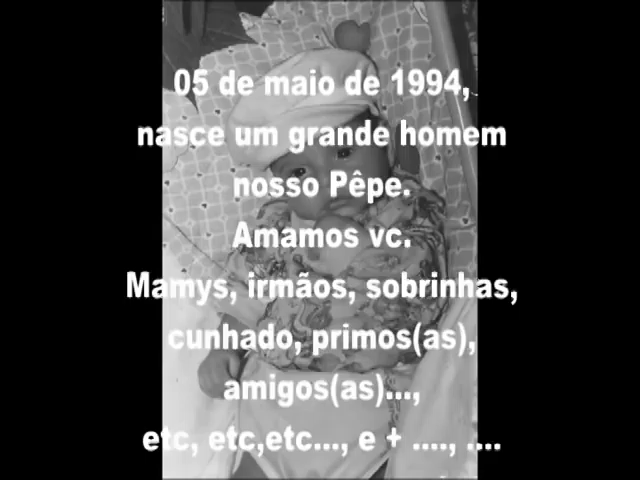 05 de maio de 1994,
nasce um grande homem
nosso Pêpe.
Amamos vc.
Mamys, irmãos, sobrinhas,
cunhado, primos(as),
amigos(as)...,
etc, etc,etc..., e + ...., ....